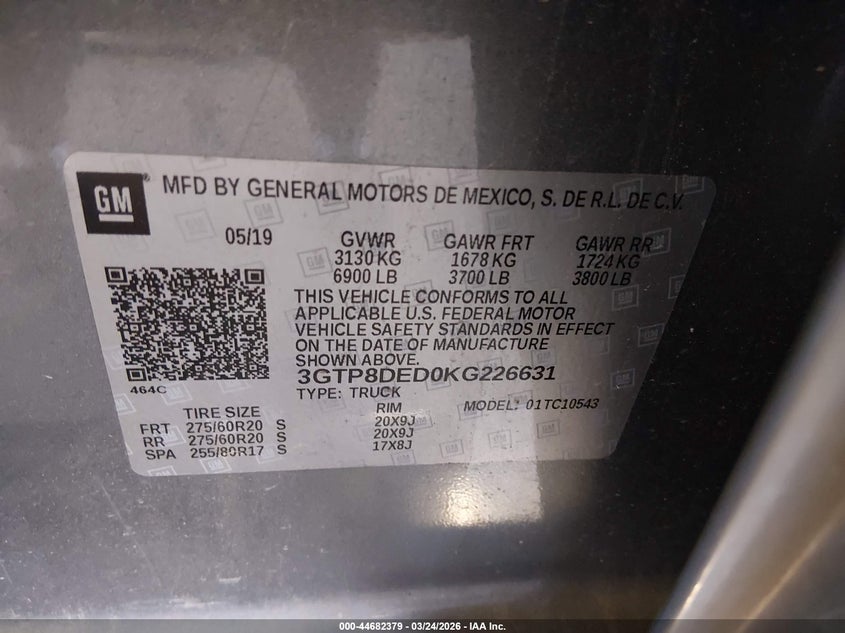 GM
MFD BY GENERAL MOTORS DE MEXICO, S. DE R.L. DE C.V.
05/19 GVWR GAWR FRT GAWR RR
3130 KG 1678 KG 1724 KG
6900 LB 3700 LB 3800 LB
THIS VEHICLE CONFORMS TO ALL
APPLICABLE U.S. FEDERAL MOTOR
VEHICLE SAFETY STANDARDS IN EFFECT
ON THE DATE OF MANUFACTURE
SHOWN ABOVE.
3GTP8DED0KG226631
464C
TYPE: TRUCK
TIRE SIZE RIM MODEL: 01TC10543
FRT 275/60R20 S 20X9J
RR 275/60R20 S 20X9J
SPA 255/80R17 S 17X8J
000-44682379 - 03/24/2026 - IAA Inc.